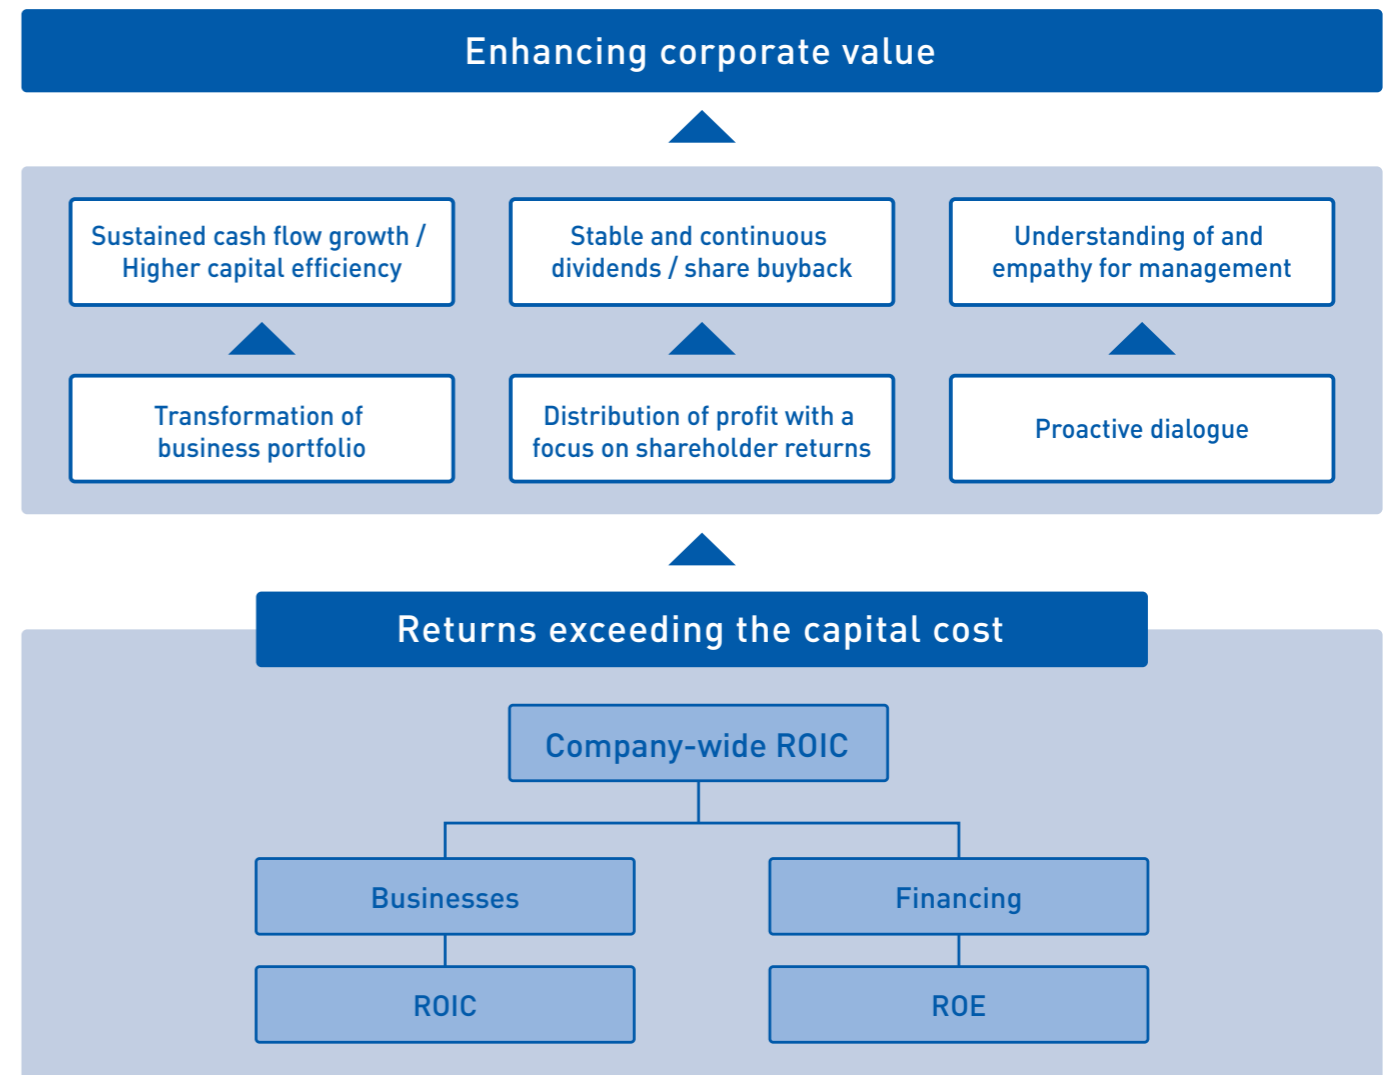 Enhancing corporate value
Sustained cash flow growth /
Higher capital efficiency
Stable and continuous
dividends / share buyback
Understanding of and
empathy for management
Transformation of
business portfolio
Distribution of profit with a
focus on shareholder returns
Proactive dialogue
Returns exceeding the capital cost
Company-wide ROIC
Businesses
Financing
ROIC
ROE